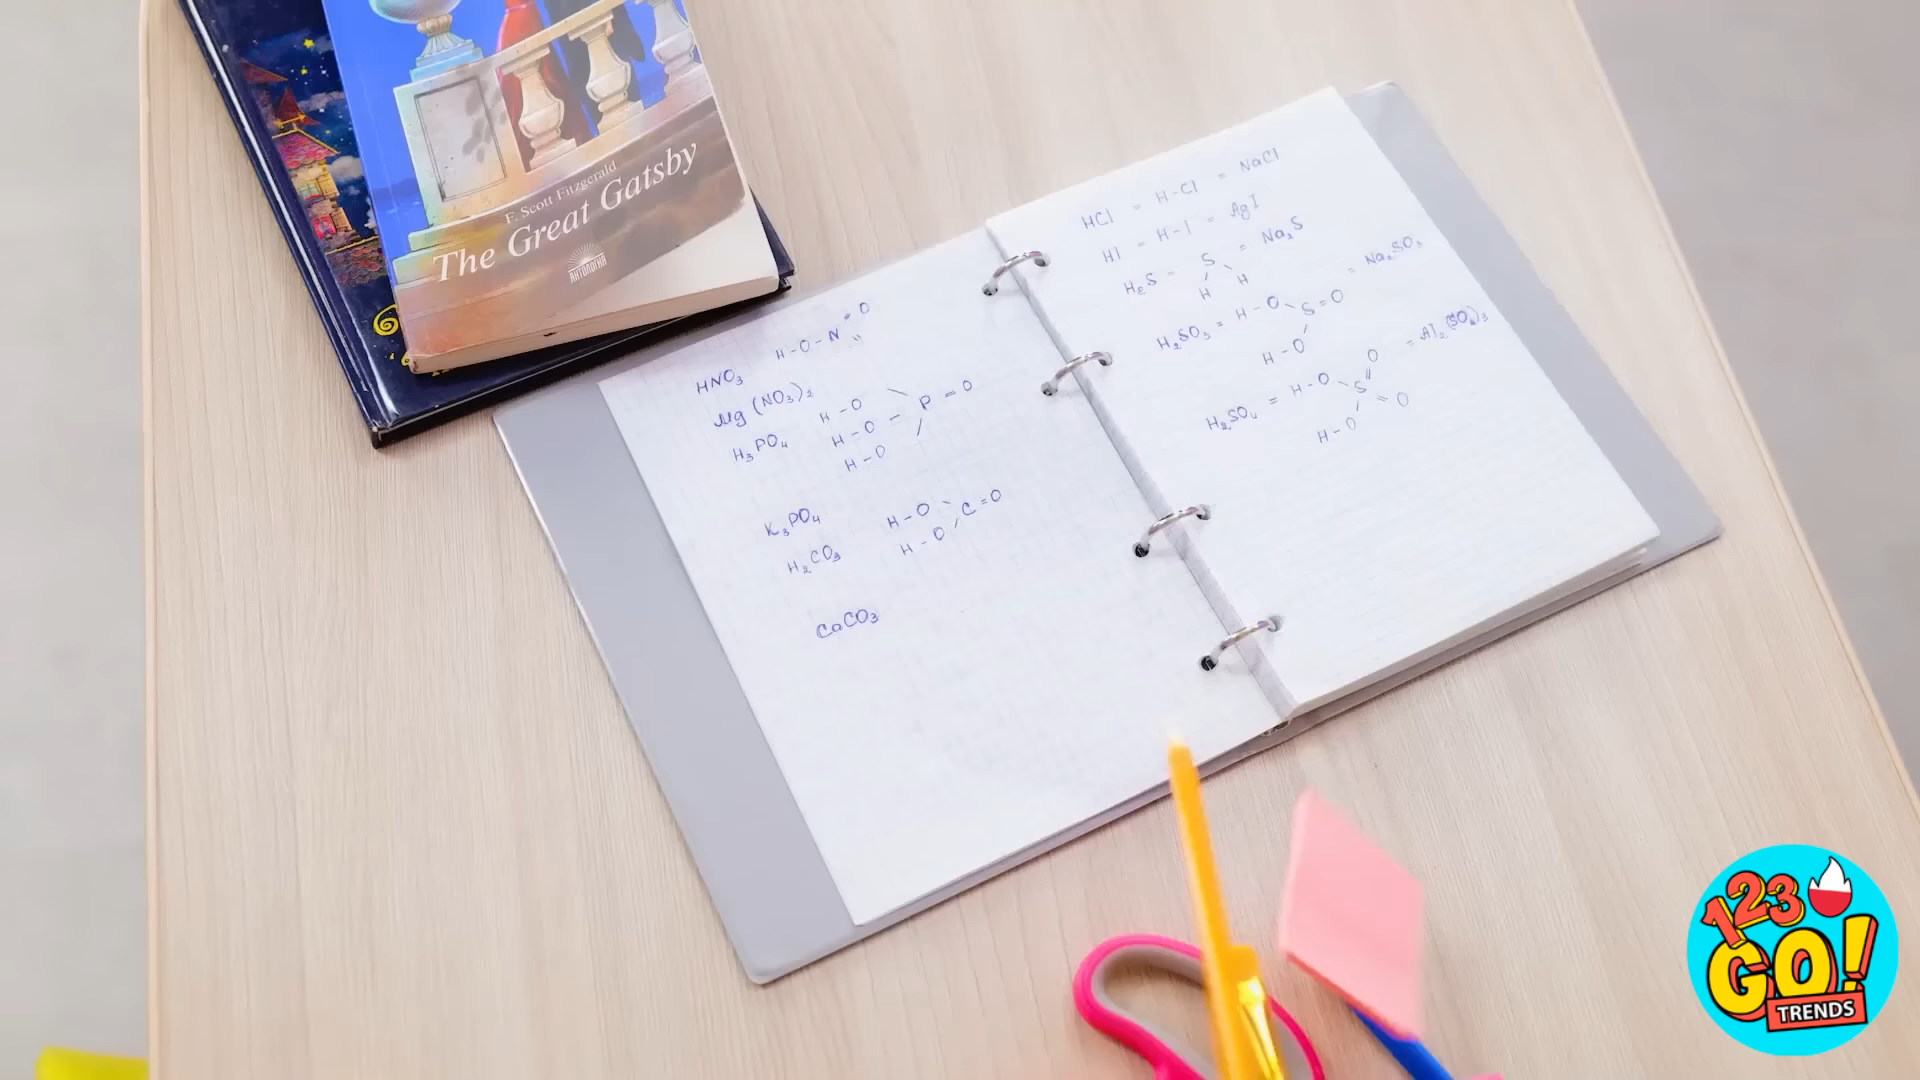 F. Scott Fitzgerald
The Great Gatsby
АНТОЛОГІЯ
HNO3 H-O-N=O
Mg(NO3)2
H3PO4 H-O P=O
H-O
H-O
K3PO4
H2CO3 H-O C=O
H-O
CaCO3
HCl = H-Cl = NaCl
HI = H-I = AgI
H2S = S = Na2S
H H
H2SO3 = H-O S=O = Na2SO3
H-O
H2SO4 = H-O S O = Al2(SO4)3
O
H-O
123
GO!
TRENDS